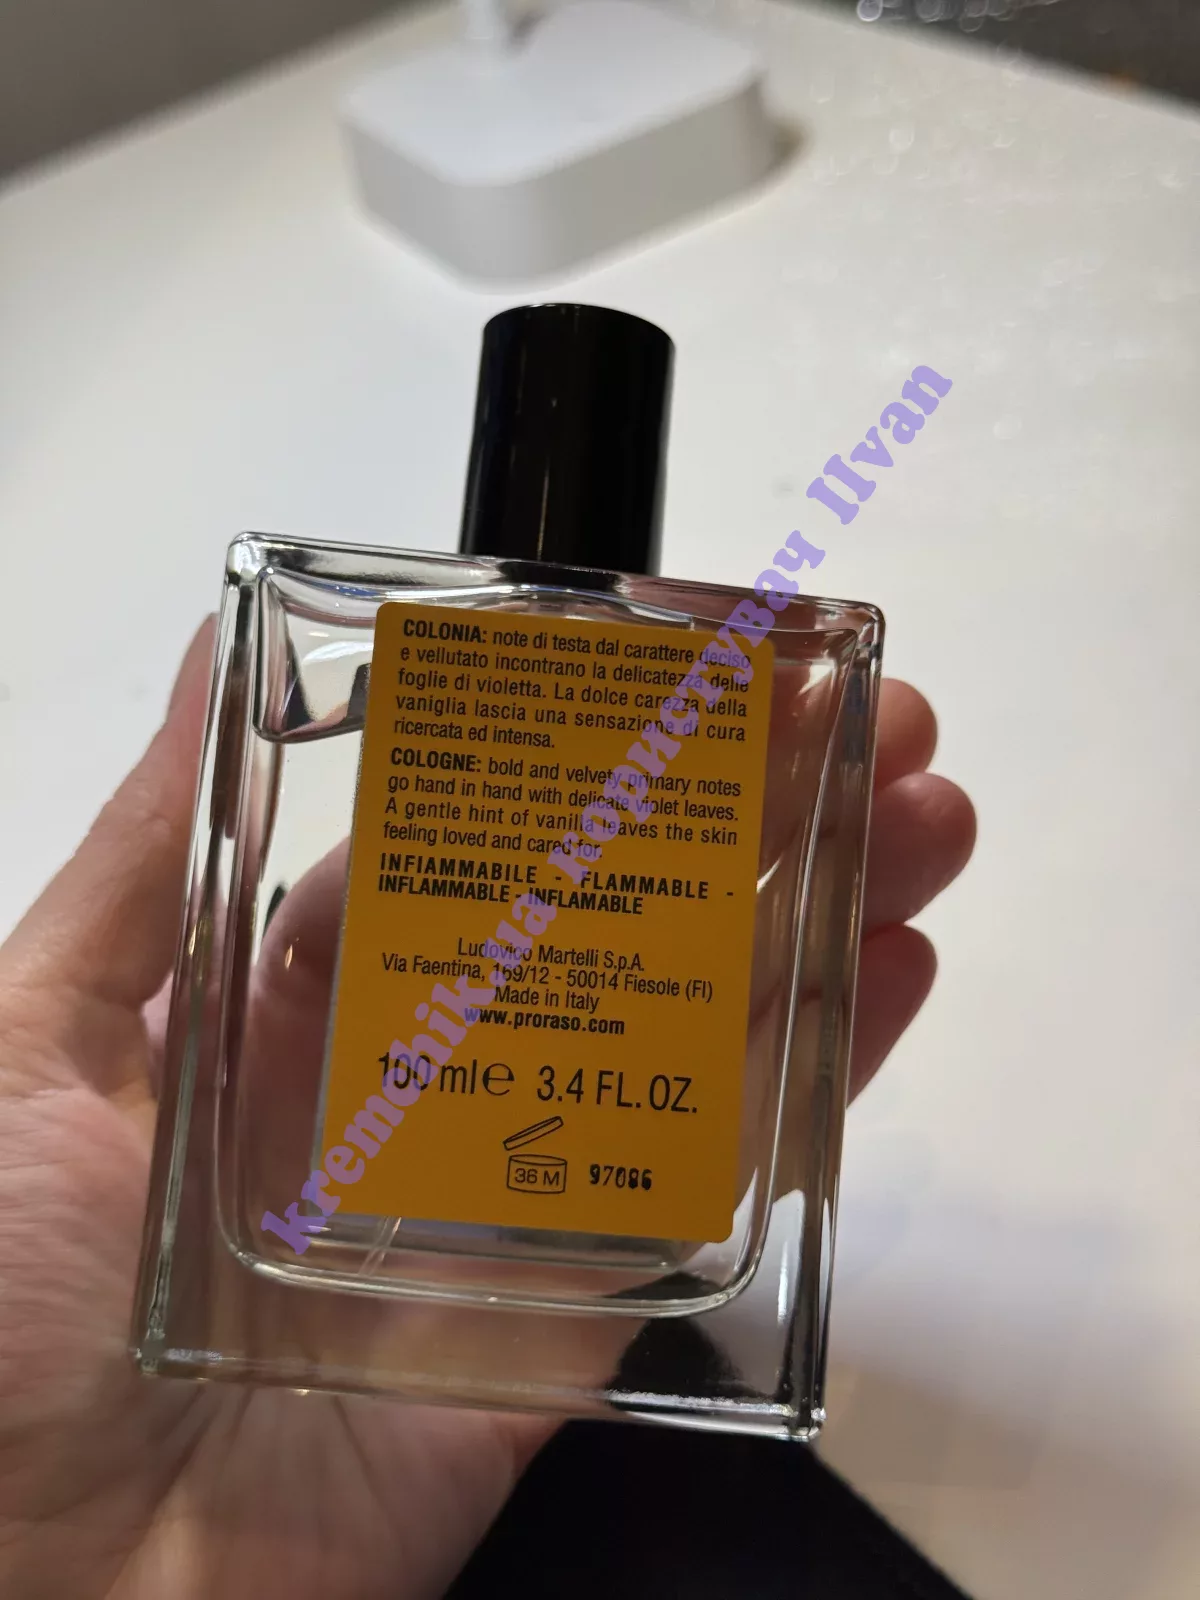 COLONIA: note di testa dal carattere deciso
e vellutato incontrano la delicatezza delle
foglie di violetta. La dolce carezza della
vaniglia lascia una sensazione di cura
ricercata ed intensa.
COLOGNE: bold and velvety primary notes
go hand in hand with delicate violet leaves.
A gentle hint of vanilla leaves the skin
feeling loved and cared for.
INFIAMMABILE - FLAMMABLE -
INFLAMMABLE - INFLAMABLE
Ludovico Martelli S.p.A.
Via Faentina, 169/12 - 50014 Fiesole (FI)
Made in Italy
www.proraso.com
100 ml e 3.4 FL. OZ.
36 M 97086
kremchik.ua користувач IIvan